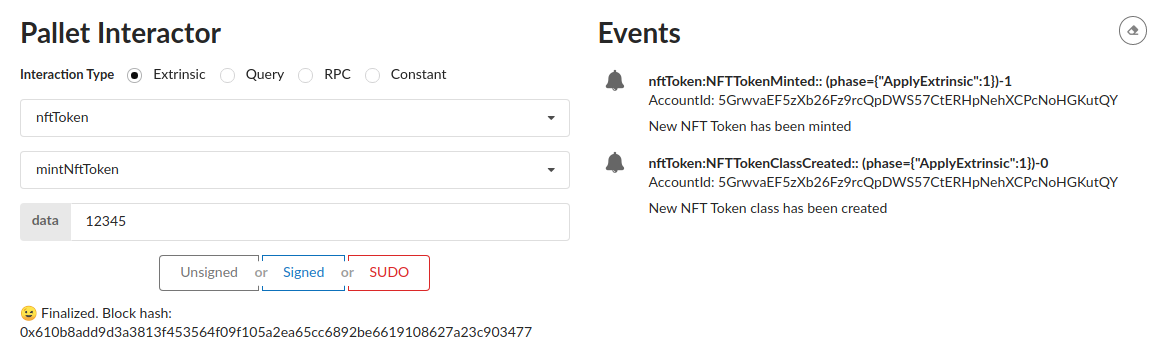 Pallet Interactor
Interaction Type Extrinsic Query RPC Constant
nftToken
mintNftToken
data 12345
Unsigned or Signed or SUDO
😉 Finalized. Block hash:
0x610b8add9d3a3813f453564f09f105a2ea65cc6892be6619108627a23c903477
Events
nftToken:NFTTokenMinted:: (phase={"ApplyExtrinsic":1})-1
AccountId: 5GrwvaEF5zXb26Fz9rcQpDWS57CtERHpNehXCPcNoHGKutQY
New NFT Token has been minted
nftToken:NFTTokenClassCreated:: (phase={"ApplyExtrinsic":1})-0
AccountId: 5GrwvaEF5zXb26Fz9rcQpDWS57CtERHpNehXCPcNoHGKutQY
New NFT Token class has been created